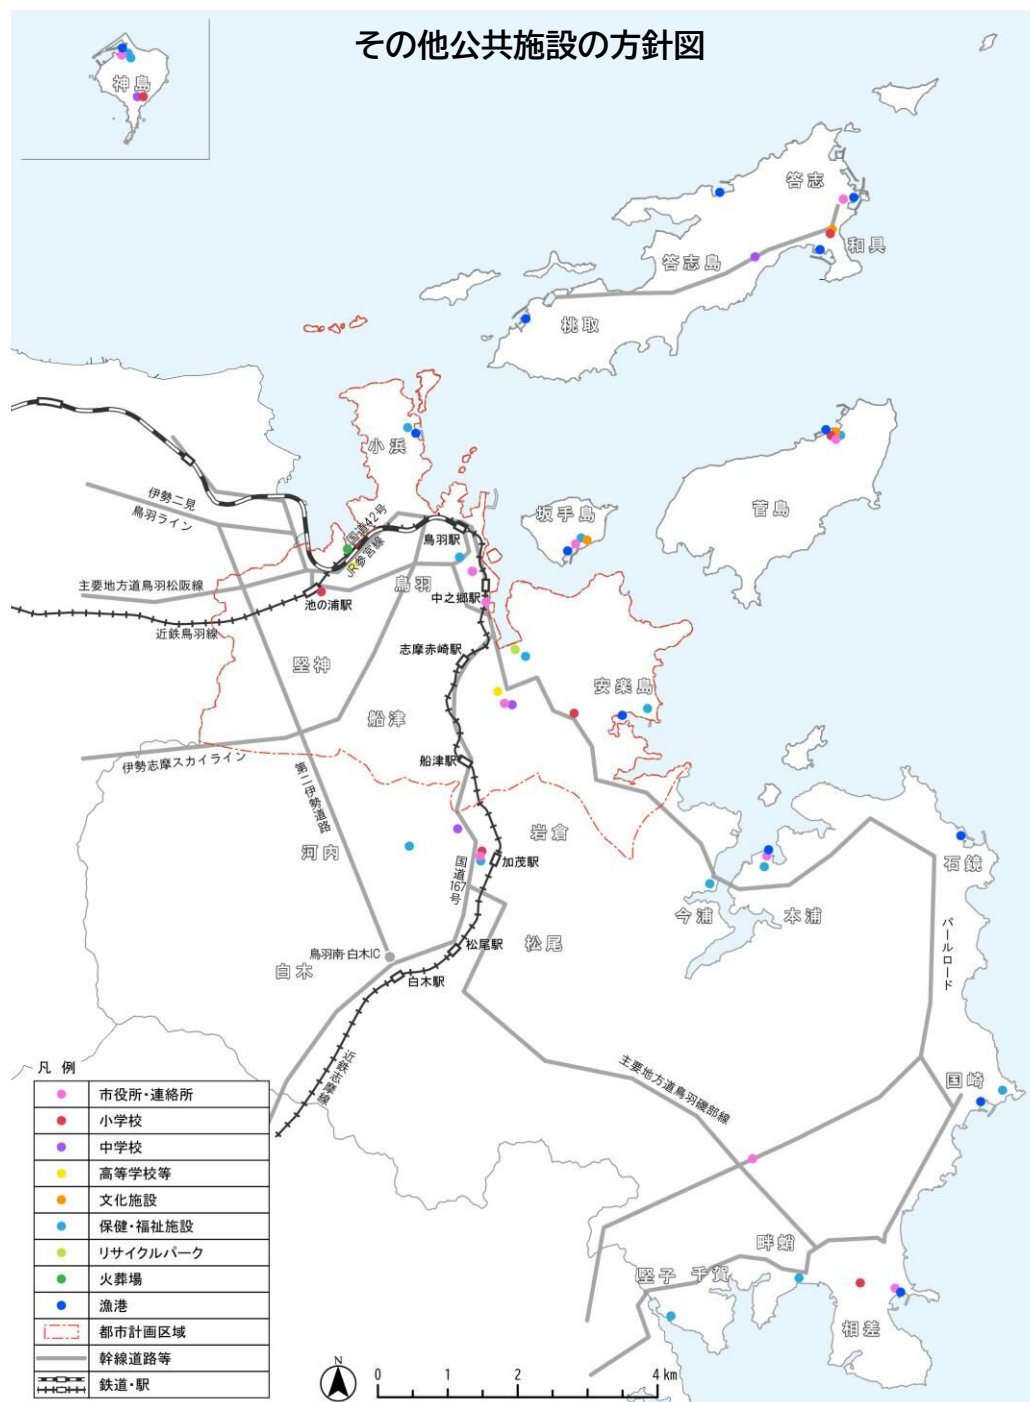 その他公共施設の方針図
神島
答志
和具
答志島
桃取
小浜
菅島
坂手島
伊勢二見
鳥羽ライン
国道42号
JR参宮線
鳥羽駅
主要地方道鳥羽松阪線
鳥羽
池の浦駅
中之郷駅
近鉄鳥羽線
志摩赤崎駅
堅神
安楽島
船津
伊勢志摩スカイライン
船津駅
第二伊勢道路
岩倉
河内
加茂駅
国道167号
石鏡
今浦
本浦
パールロード
鳥羽南・白木IC
松尾駅
松尾
白木
白木駅
近鉄志摩線
主要地方道鳥羽磯部線
国崎
畔蛸
堅子
千賀
相差
凡例
市役所・連絡所
小学校
中学校
高等学校等
文化施設
保健・福祉施設
リサイクルパーク
火葬場
漁港
都市計画区域
幹線道路等
鉄道・駅
N
0 1 2 4 km